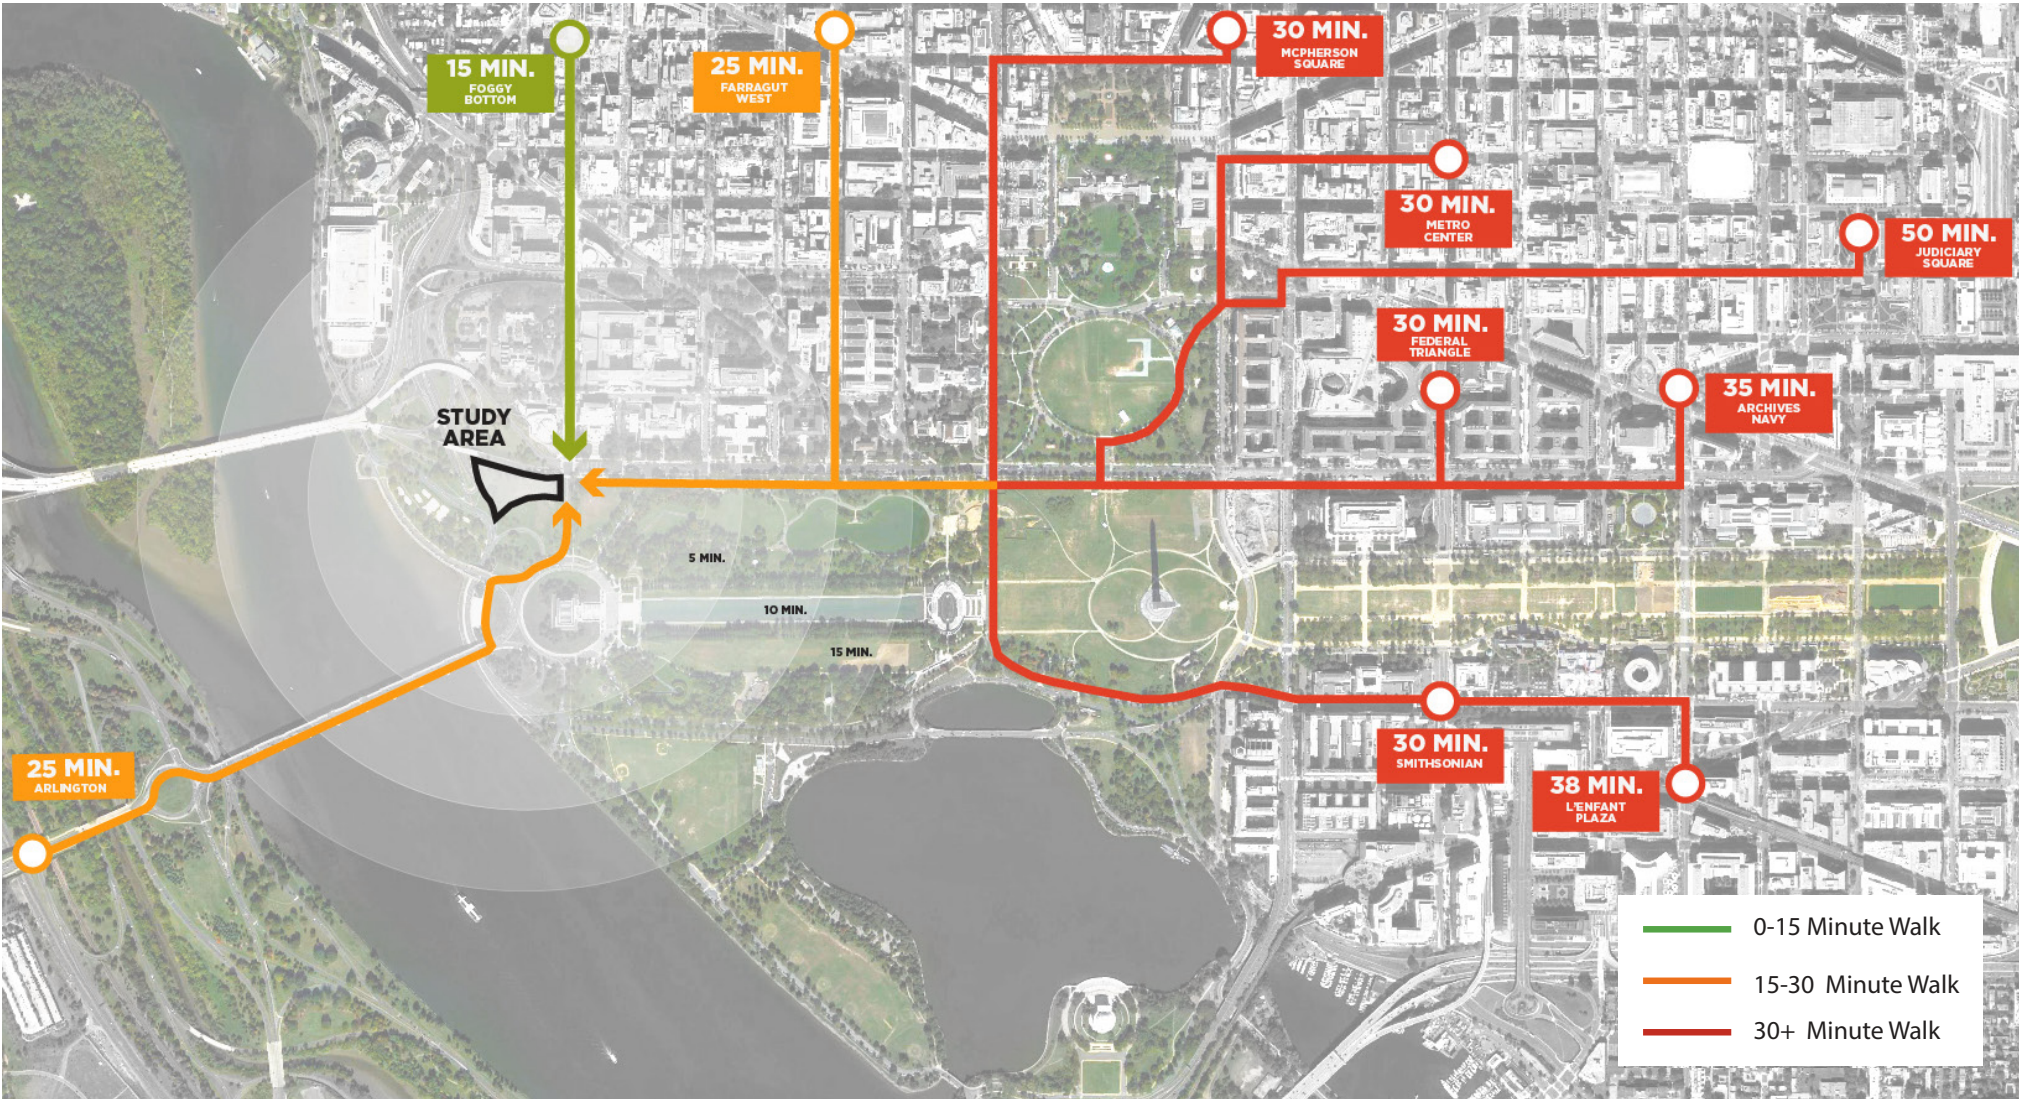 30 MIN.
MCPHERSON
SQUARE
15 MIN.
FOGGY
BOTTOM
25 MIN.
FARRAGUT
WEST
30 MIN.
METRO
CENTER
50 MIN.
JUDICIARY
SQUARE
30 MIN.
FEDERAL
TRIANGLE
35 MIN.
ARCHIVES
NAVY
STUDY
AREA
5 MIN.
10 MIN.
15 MIN.
25 MIN.
ARLINGTON
30 MIN.
SMITHSONIAN
38 MIN.
L'ENFANT
PLAZA
0-15 Minute Walk
15-30 Minute Walk
30+ Minute Walk